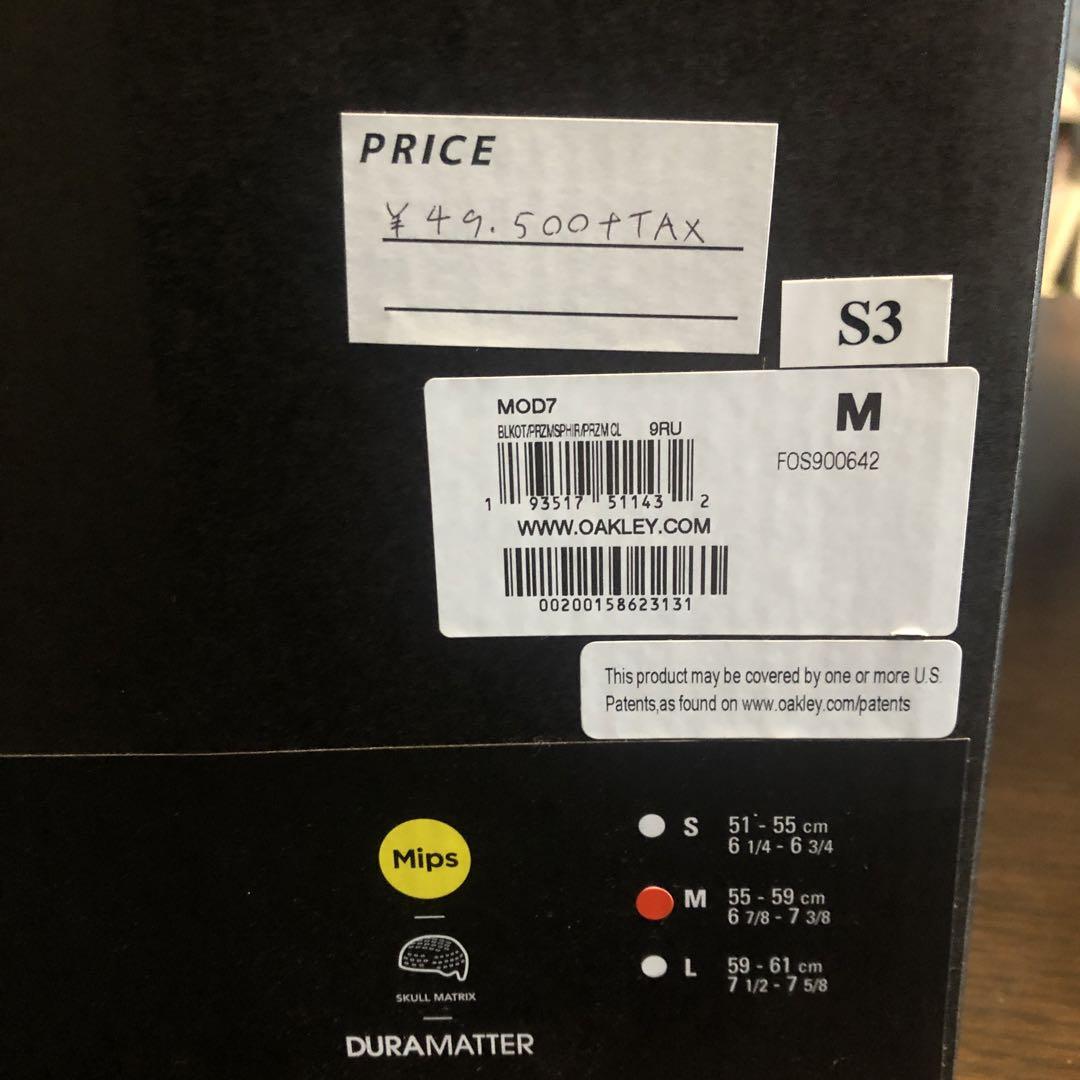 PRICE
¥49.500+TAX
S3
MOD7
M
BLKOT/PRZMSPHIR/PRZM CL 9RU
FOS900642
1 93517 51143 2
WWW.OAKLEY.COM
00200158623131
This product may be covered by one or more U.S.
Patents,as found on www.oakley.com/patents
Mips
SKULL MATRIX
DURAMATTER
S 51 - 55 cm
6 1/4 - 6 3/4
M 55 - 59 cm
6 7/8 - 7 3/8
L 59 - 61 cm
7 1/2 - 7 5/8